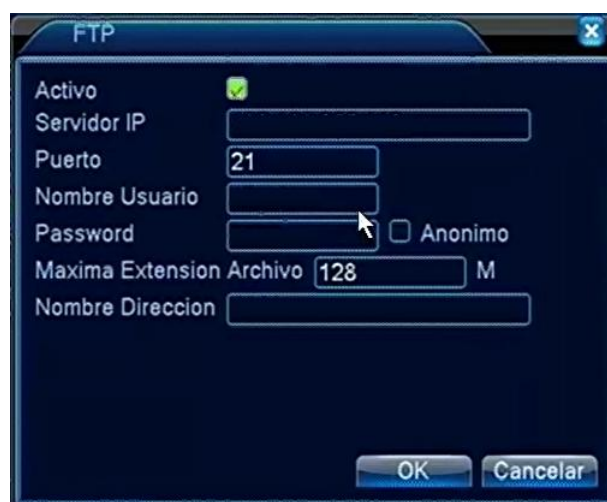 FTP
Activo
Servidor IP
Puerto 21
Nombre Usuario
Password Anonimo
Maxima Extension Archivo 128 M
Nombre Direccion
OK Cancelar